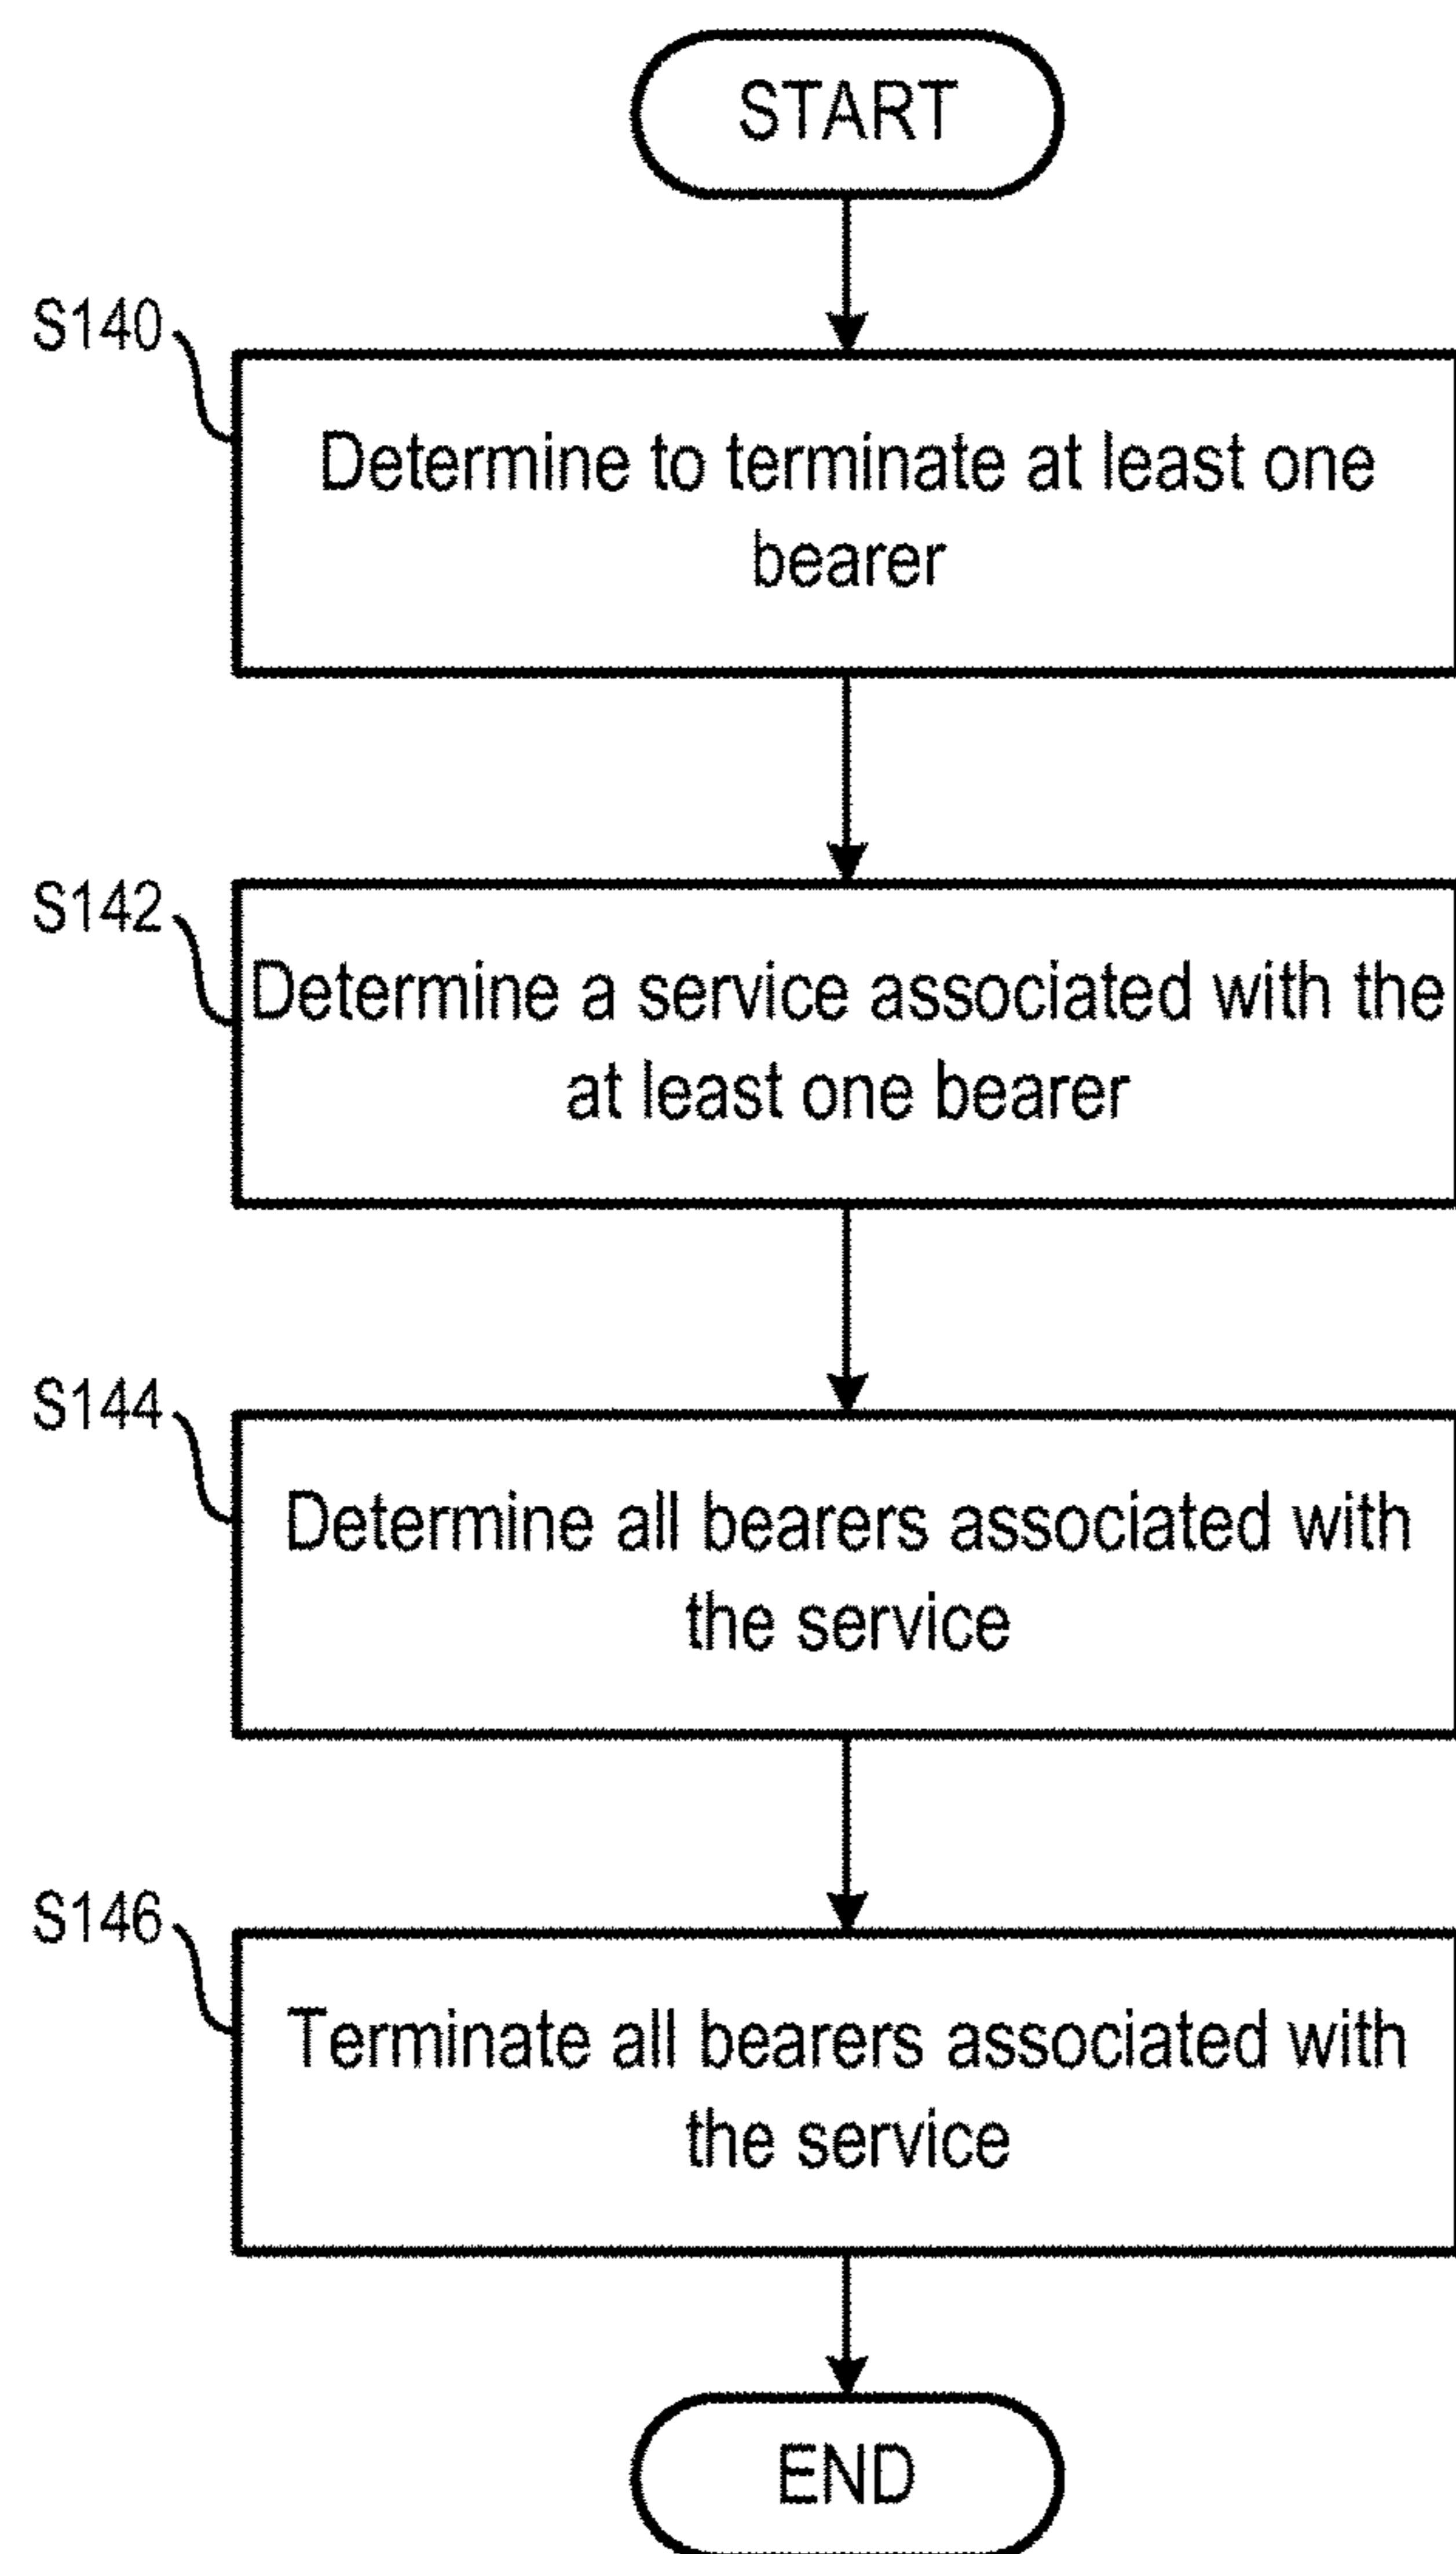 START
S140
Determine to terminate at least one
bearer
S142
Determine a service associated with the
at least one bearer
S144
Determine all bearers associated with
the service
S146
Terminate all bearers associated with
the service
END